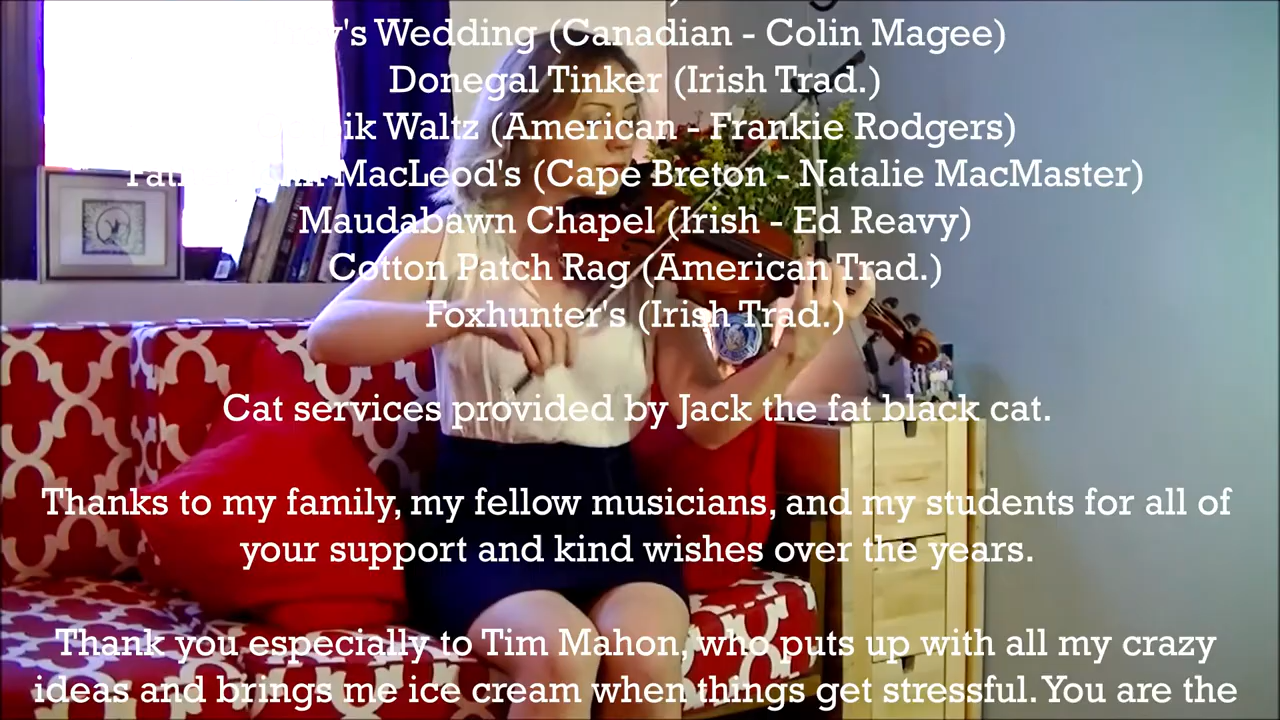 Wedding (Canadian - Colin Magee)
Donegal Tinker (Irish Trad.)
Waltz (American - Frankie Rodgers)
MacLeod's (Cape Breton - Natalie MacMaster)
Maudabawn Chapel (Irish - Ed Reavy)
Cotton Patch Rag (American Trad.)
Foxhunter's (Irish Trad.)
Cat services provided by Jack the fat black cat.
Thanks to my family, my fellow musicians, and my students for all of
your support and kind wishes over the years.
Thank you especially to Tim Mahon, who puts up with all my crazy
ideas and brings me ice cream when things get stressful. You are the